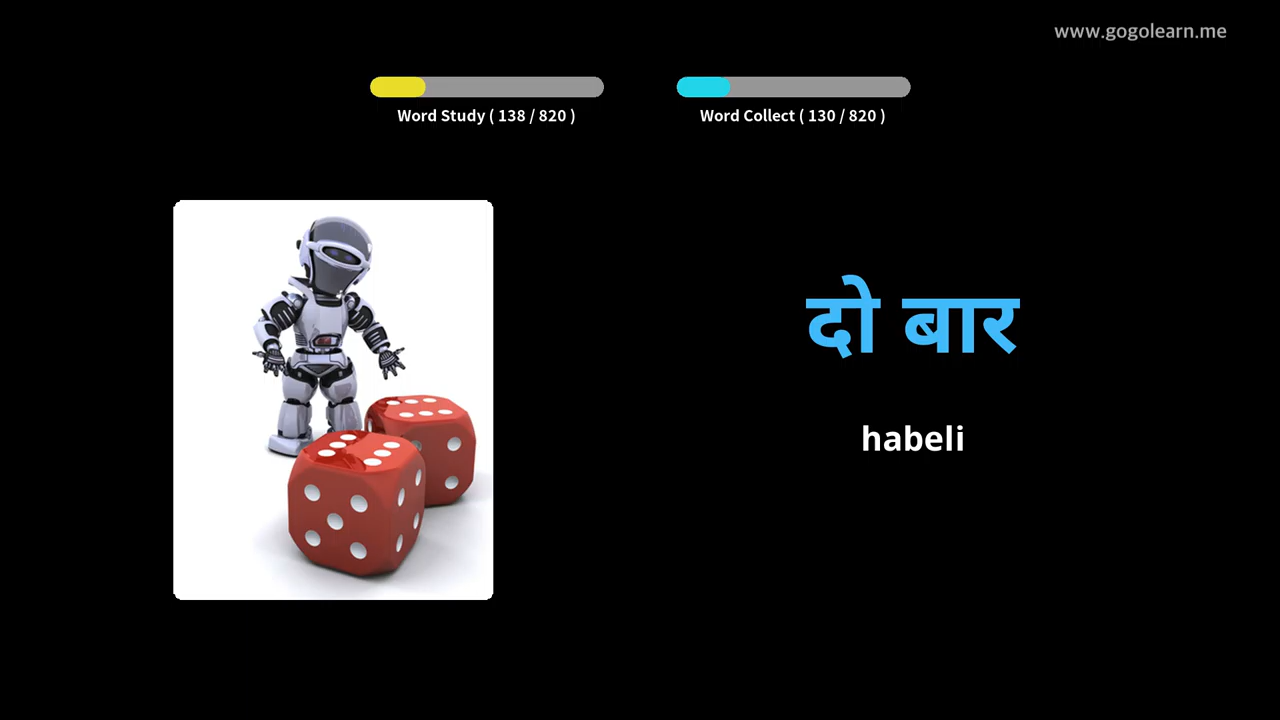 www.gogolearn.me
Word Study ( 138 / 820 )
Word Collect ( 130 / 820 )
दो बार
habeli